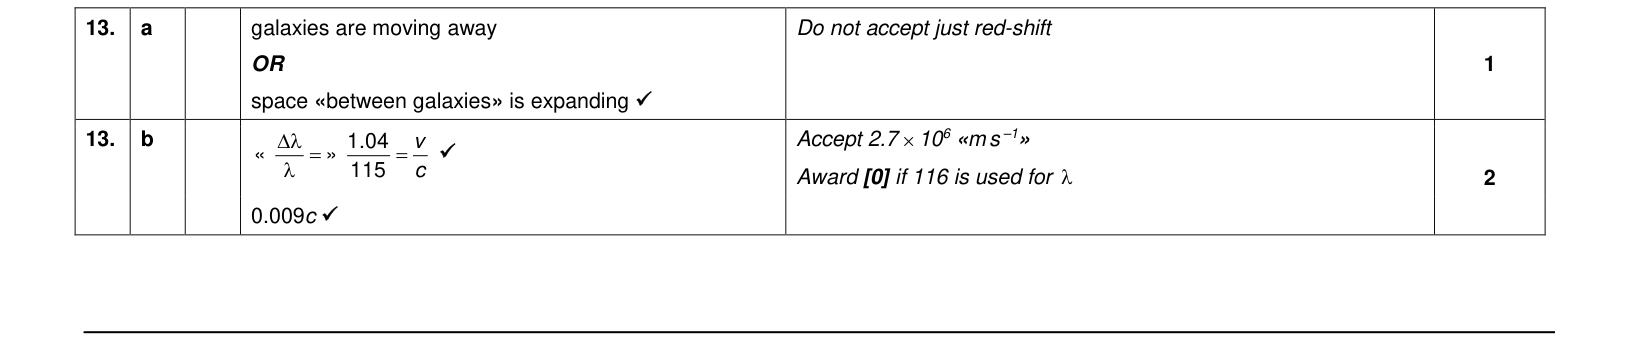 13. a galaxies are moving away Do not accept just red-shift
OR 1
space «between galaxies» is expanding ✓
13. b « Δλ/λ = » 1.04/115 = v/c ✓ Accept 2.7 × 10⁶ «m s⁻¹»
Award [0] if 116 is used for λ 2
0.009c ✓